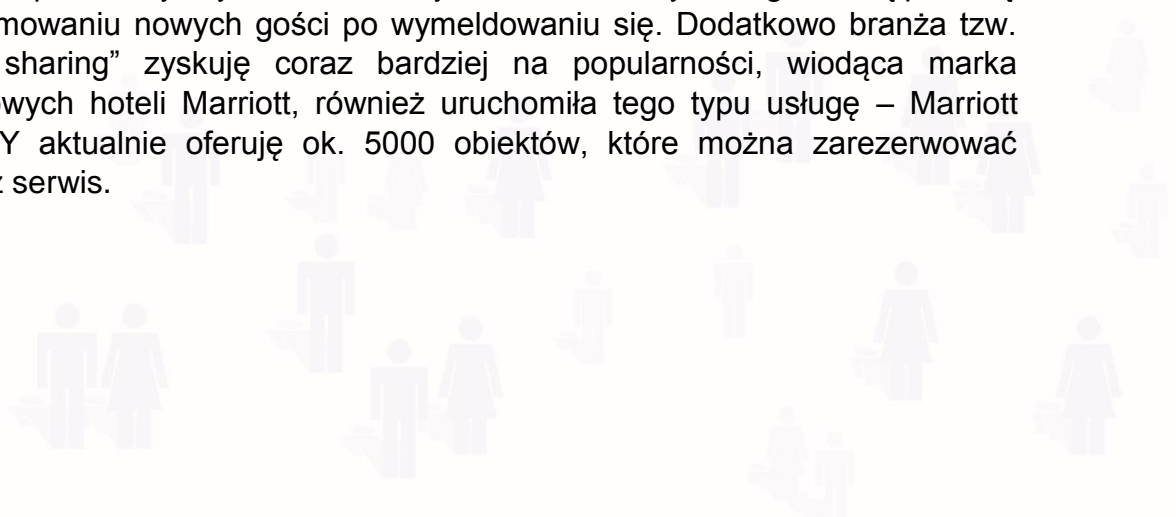 mowaniu nowych gości po wymeldowaniu się. Dodatkowo branża tzw.
sharing” zyskuję coraz bardziej na popularności, wiodąca marka
owych hoteli Marriott, również uruchomiła tego typu usługę – Marriott
Y aktualnie oferuję ok. 5000 obiektów, które można zarezerwować
z serwis.